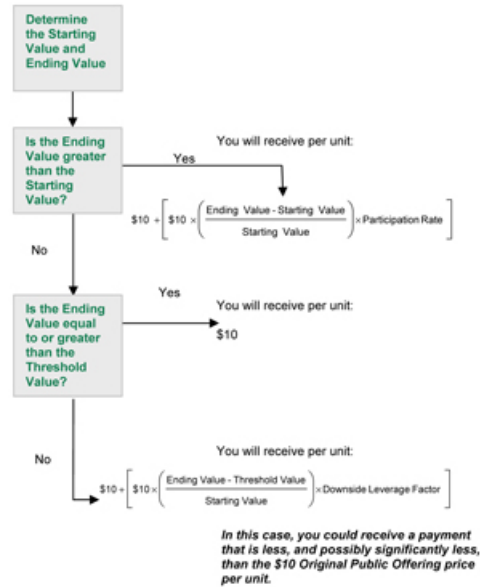 Determine
the Starting
Value and
Ending Value
Is the Ending
Value greater
than the
Starting
Value?
Yes
You will receive per unit:
$10 + [ $10 × ( Ending Value - Starting Value / Starting Value ) × Participation Rate ]
No
Is the Ending
Value equal
to or greater
than the
Threshold
Value?
Yes
You will receive per unit:
$10
No
You will receive per unit:
$10 + [ $10 × ( Ending Value - Threshold Value / Starting Value ) × Downside Leverage Factor ]
In this case, you could receive a payment
that is less, and possibly significantly less,
than the $10 Original Public Offering price
per unit.